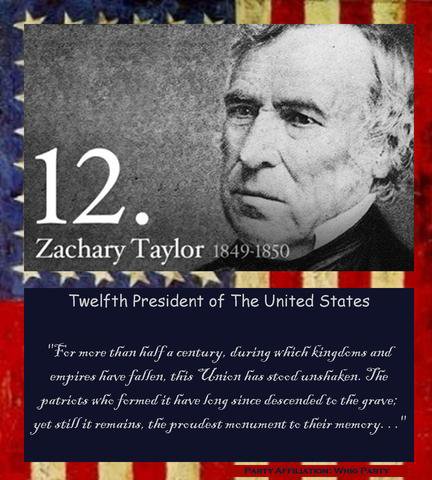 12.
Zachary Taylor 1849-1850
Twelfth President of The United States
"For more than half a century, during which kingdoms and
empires have fallen, this Union has stood unshaken. The
patriots who formed it have long since descended to the grave;
yet still it remains, the proudest monument to their memory. . ."
Party Affiliation: Whig Party